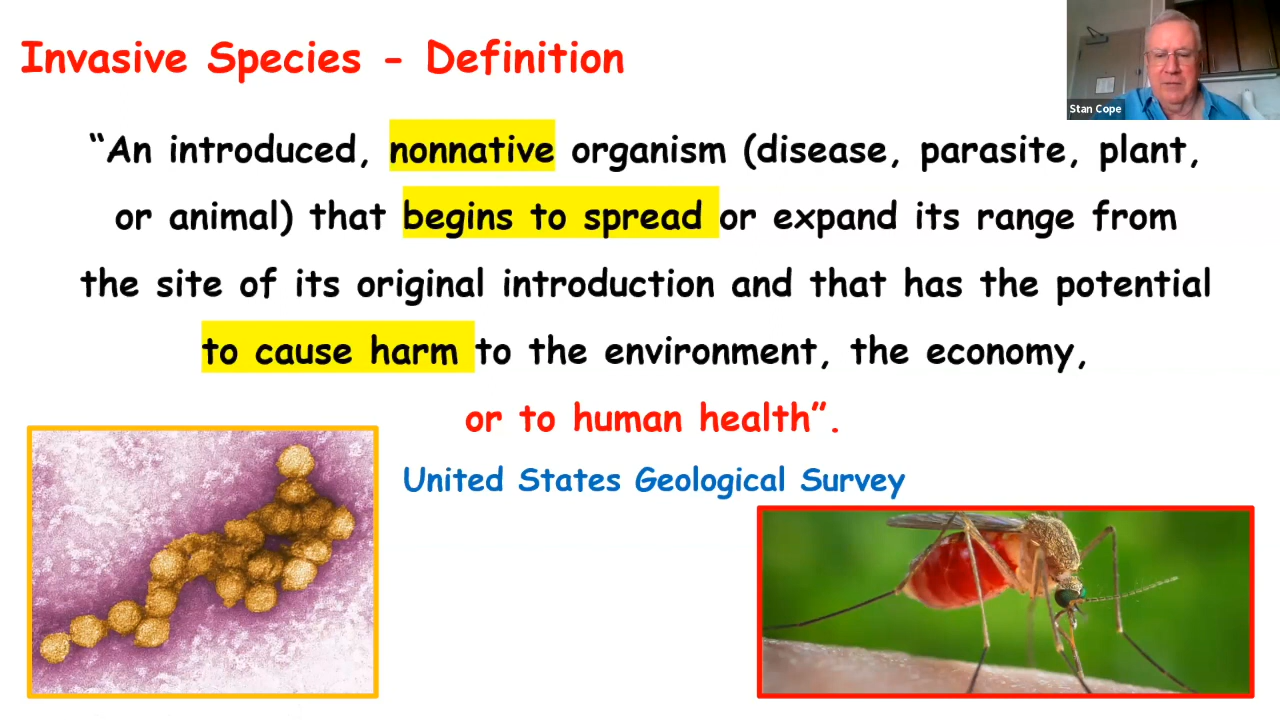 Invasive Species - Definition
Stan Cope
“An introduced, nonnative organism (disease, parasite, plant,
or animal) that begins to spread or expand its range from
the site of its original introduction and that has the potential
to cause harm to the environment, the economy,
or to human health”.
United States Geological Survey